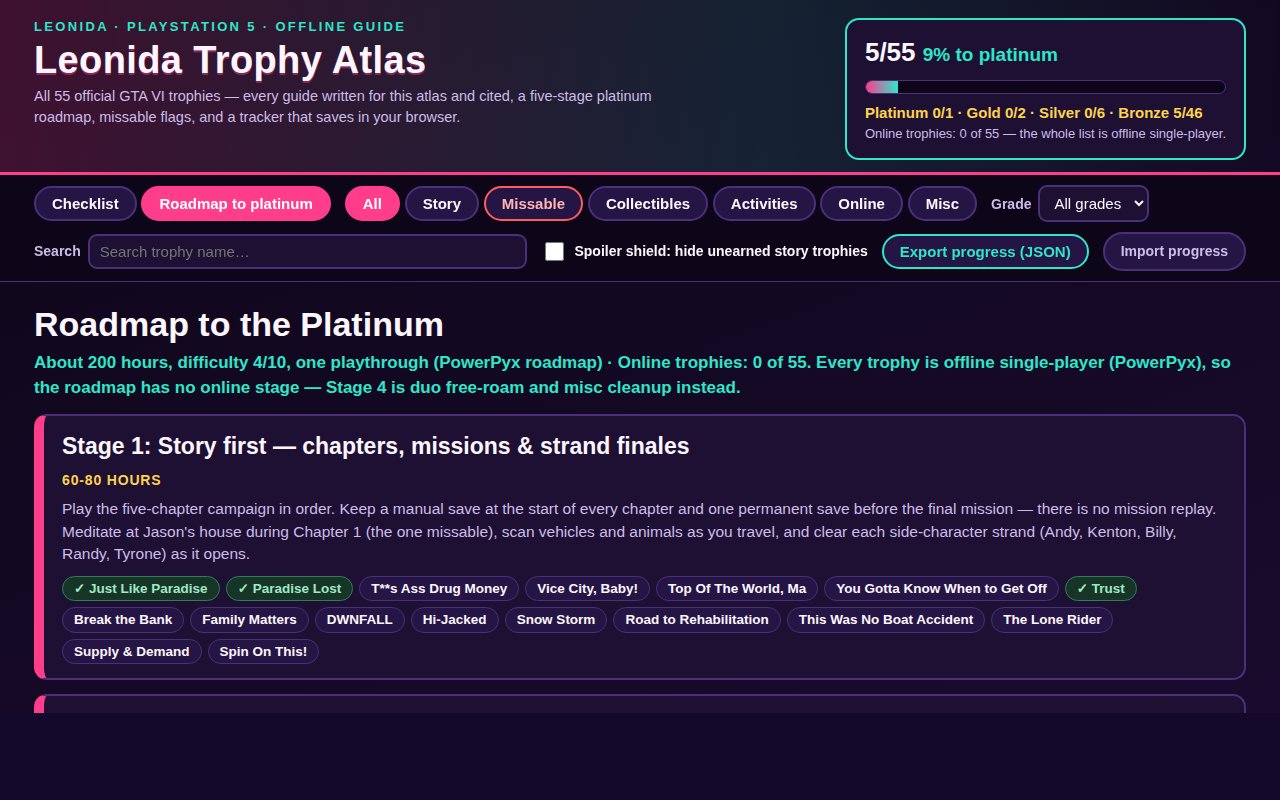 LEONIDA · PLAYSTATION 5 · OFFLINE GUIDE
Leonida Trophy Atlas
All 55 official GTA VI trophies — every guide written for this atlas and cited, a five-stage platinum
roadmap, missable flags, and a tracker that saves in your browser.
5/55 9% to platinum
Platinum 0/1 · Gold 0/2 · Silver 0/6 · Bronze 5/46
Online trophies: 0 of 55 — the whole list is offline single-player.
Checklist Roadmap to platinum All Story Missable Collectibles Activities Online Misc Grade All grades
Search Search trophy name… Spoiler shield: hide unearned story trophies Export progress (JSON) Import progress
Roadmap to the Platinum
About 200 hours, difficulty 4/10, one playthrough (PowerPyx roadmap) · Online trophies: 0 of 55. Every trophy is offline single-player (PowerPyx), so
the roadmap has no online stage — Stage 4 is duo free-roam and misc cleanup instead.
Stage 1: Story first — chapters, missions & strand finales
60-80 HOURS
Play the five-chapter campaign in order. Keep a manual save at the start of every chapter and one permanent save before the final mission — there is no mission replay.
Meditate at Jason's house during Chapter 1 (the one missable), scan vehicles and animals as you travel, and clear each side-character strand (Andy, Kenton, Billy,
Randy, Tyrone) as it opens.
✓ Just Like Paradise ✓ Paradise Lost T**s Ass Drug Money Vice City, Baby! Top Of The World, Ma You Gotta Know When to Get Off ✓ Trust
Break the Bank Family Matters DWNFALL Hi-Jacked Snow Storm Road to Rehabilitation This Was No Boat Accident The Lone Rider
Supply & Demand Spin On This!